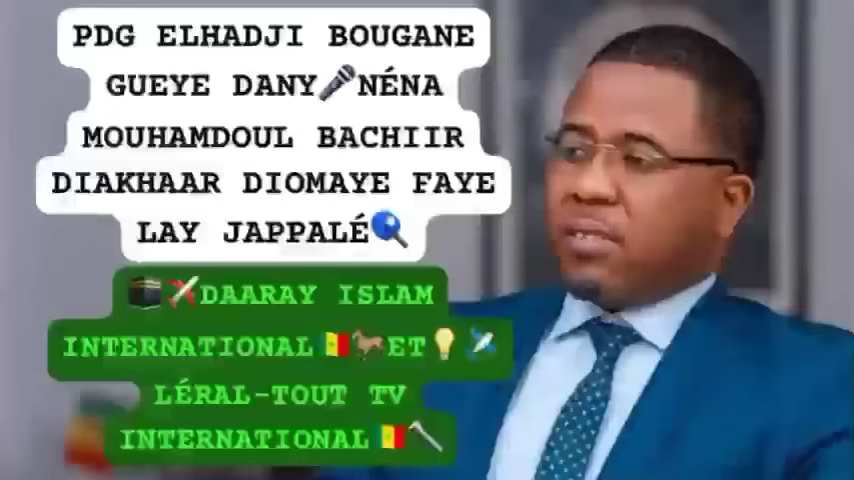 PDG ELHADJI BOUGANE
GUEYE DANY🎤NÉNA
MOUHAMDOUL BACHIIR
DIAKHAAR DIOMAYE FAYE
LAY JAPPALÉ
🕋✈DAARAY ISLAM
INTERNATIONAL🇸🇳🐎ET💡
LÉRAL-TOUT TV
INTERNATIONAL🇸🇳